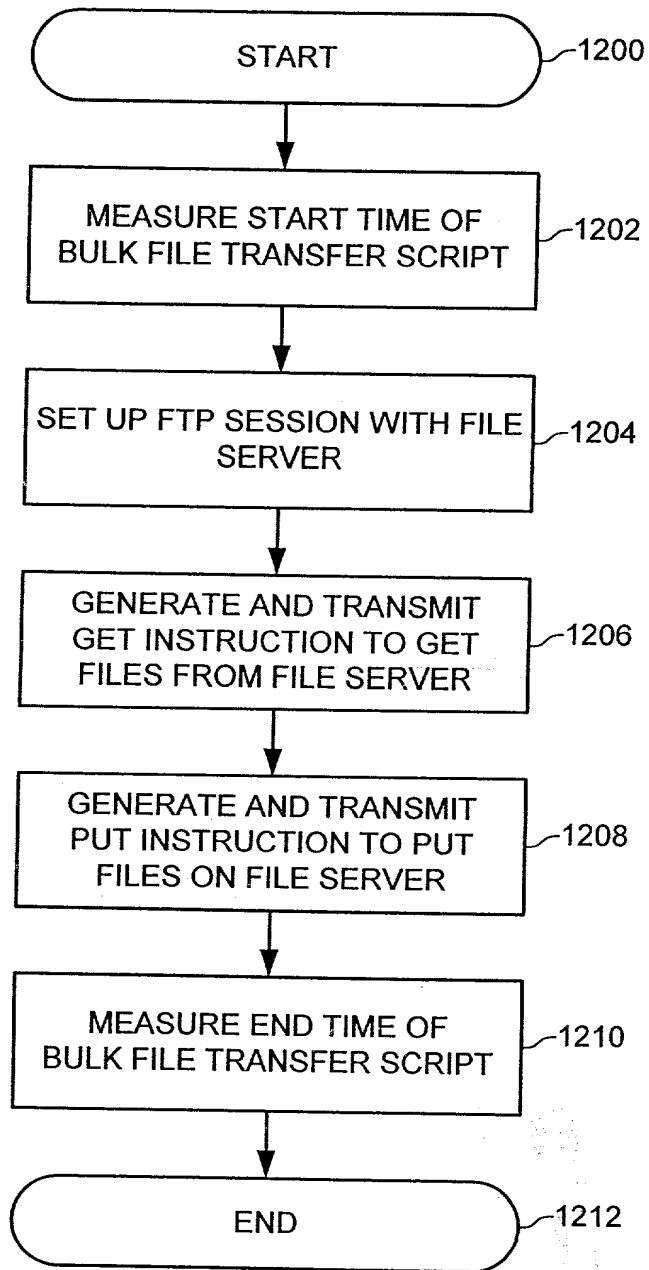 START
1200
MEASURE START TIME OF
BULK FILE TRANSFER SCRIPT
1202
SET UP FTP SESSION WITH FILE
SERVER
1204
GENERATE AND TRANSMIT
GET INSTRUCTION TO GET
FILES FROM FILE SERVER
1206
GENERATE AND TRANSMIT
PUT INSTRUCTION TO PUT
FILES ON FILE SERVER
1208
MEASURE END TIME OF
BULK FILE TRANSFER SCRIPT
1210
END
1212